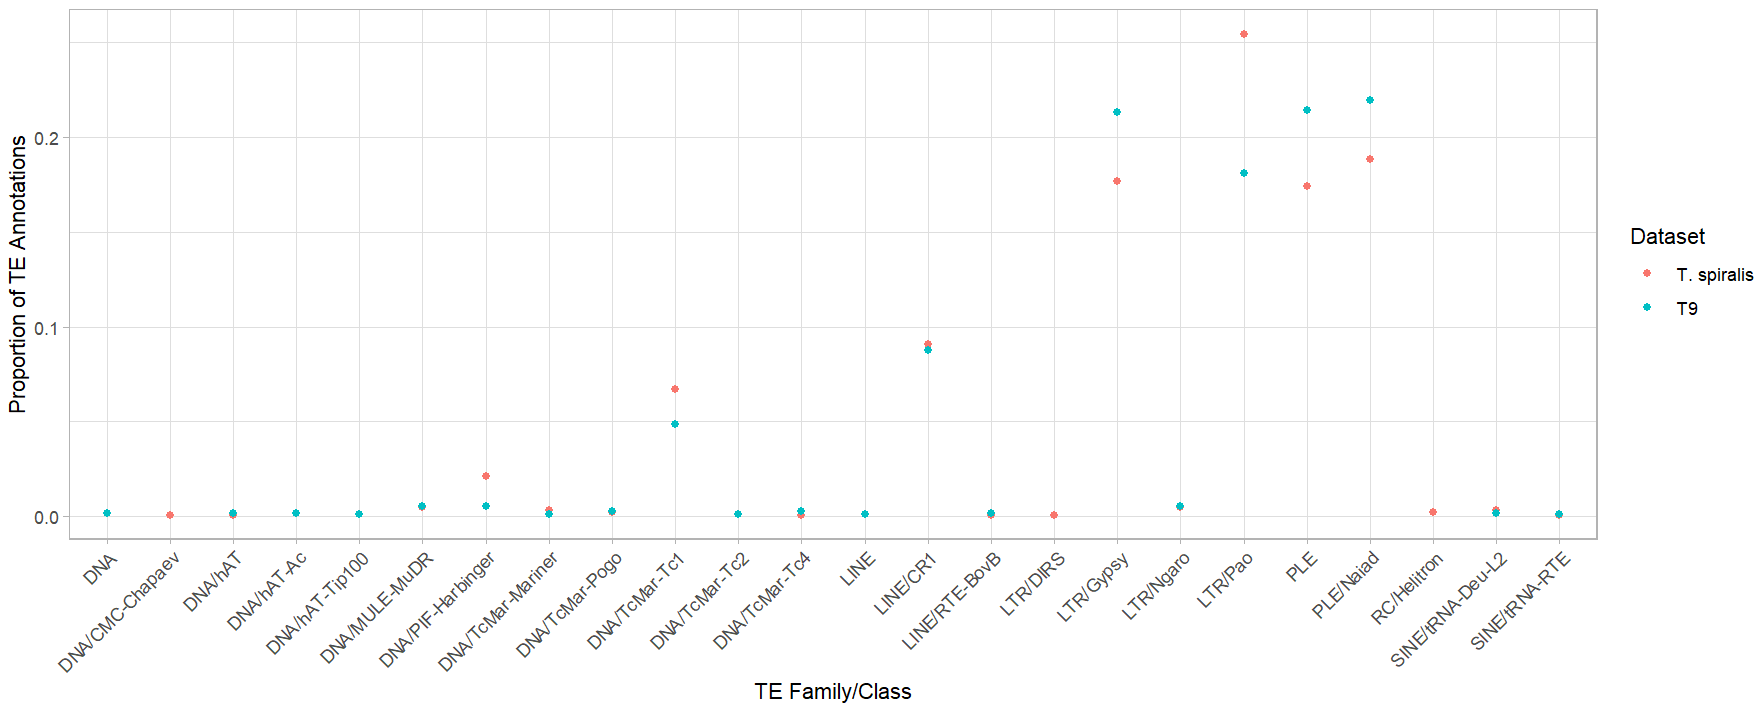 Proportion of TE Annotations
0.2
0.1
0.0
DNA
DNA/CMC-Chapaev
DNA/hAT
DNA/hAT-Ac
DNA/hAT-Tip100
DNA/MULE-MuDR
DNA/PIF-Harbinger
DNA/TcMar-Mariner
DNA/TcMar-Pogo
DNA/TcMar-Tc1
DNA/TcMar-Tc2
DNA/TcMar-Tc4
LINE
LINE/CR1
LINE/RTE-BovB
LTR/DIRS
LTR/Gypsy
LTR/Ngaro
LTR/Pao
PLE
PLE/Naiad
RC/Helitron
SINE/tRNA-Deu-L2
SINE/tRNA-RTE
TE Family/Class
Dataset
T. spiralis
T9